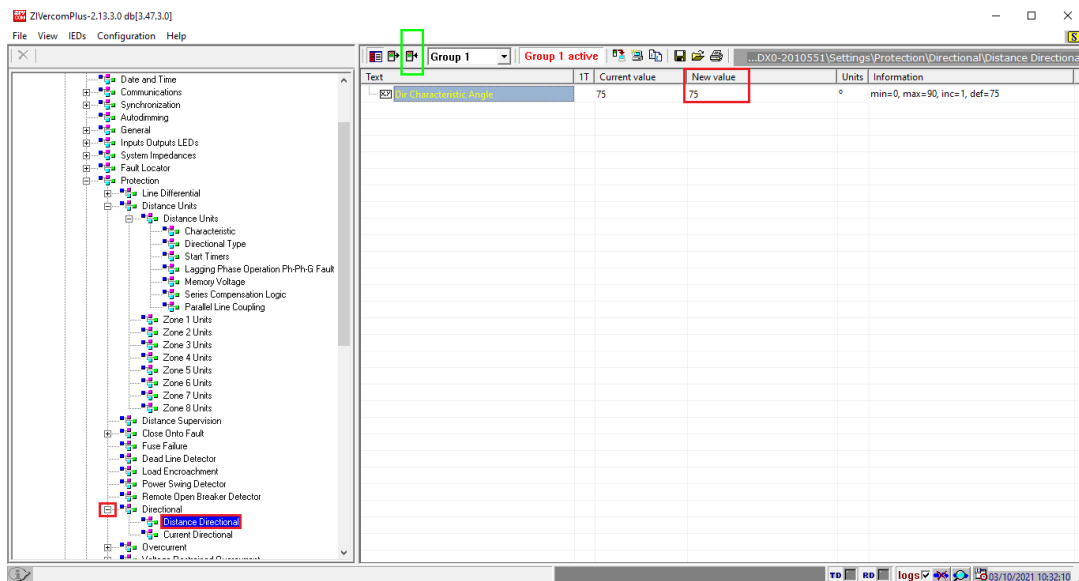 ZIVercomPlus-2.13.3.0 db[3.47.3.0]
File View IEDs Configuration Help
Group 1 Group 1 active ...DX0-2010551\Settings\Protection\Directional\Distance Directiona
Date and Time
Communications
Synchronization
Autodimming
General
Inputs Outputs LEDs
System Impedances
Fault Locator
Protection
Line Differential
Distance Units
Distance Units
Characteristic
Directional Type
Start Timers
Lagging Phase Operation Ph-Ph-G Fault
Memory Voltage
Series Compensation Logic
Parallel Line Coupling
Zone 1 Units
Zone 2 Units
Zone 3 Units
Zone 4 Units
Zone 5 Units
Zone 6 Units
Zone 7 Units
Zone 8 Units
Distance Supervision
Close Onto Fault
Fuse Failure
Dead Line Detector
Load Encroachment
Power Swing Detector
Remote Open Breaker Detector
Directional
Distance Directional
Current Directional
Overcurrent
Text 1T Current value New value Units Information
Dir Characteristic Angle 75 75 ° min=0, max=90, inc=1, def=75
TD RD logs 03/10/2021 10:32:10